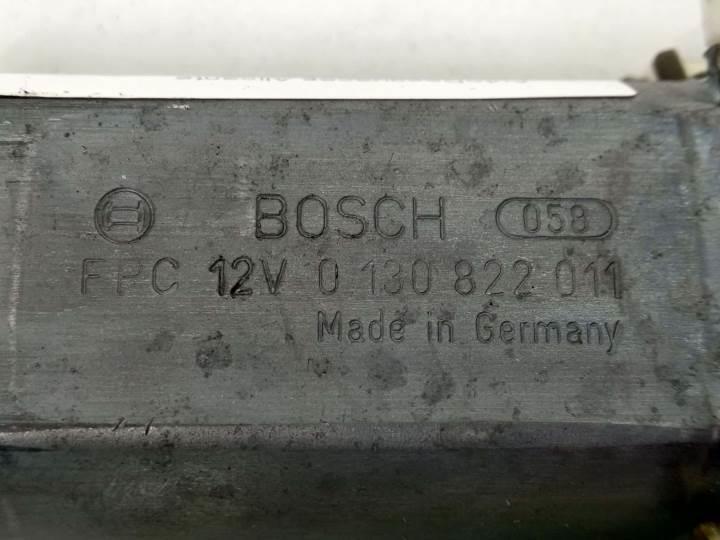 BOSCH 058
FPC 12V 0 130 822 011
Made in Germany